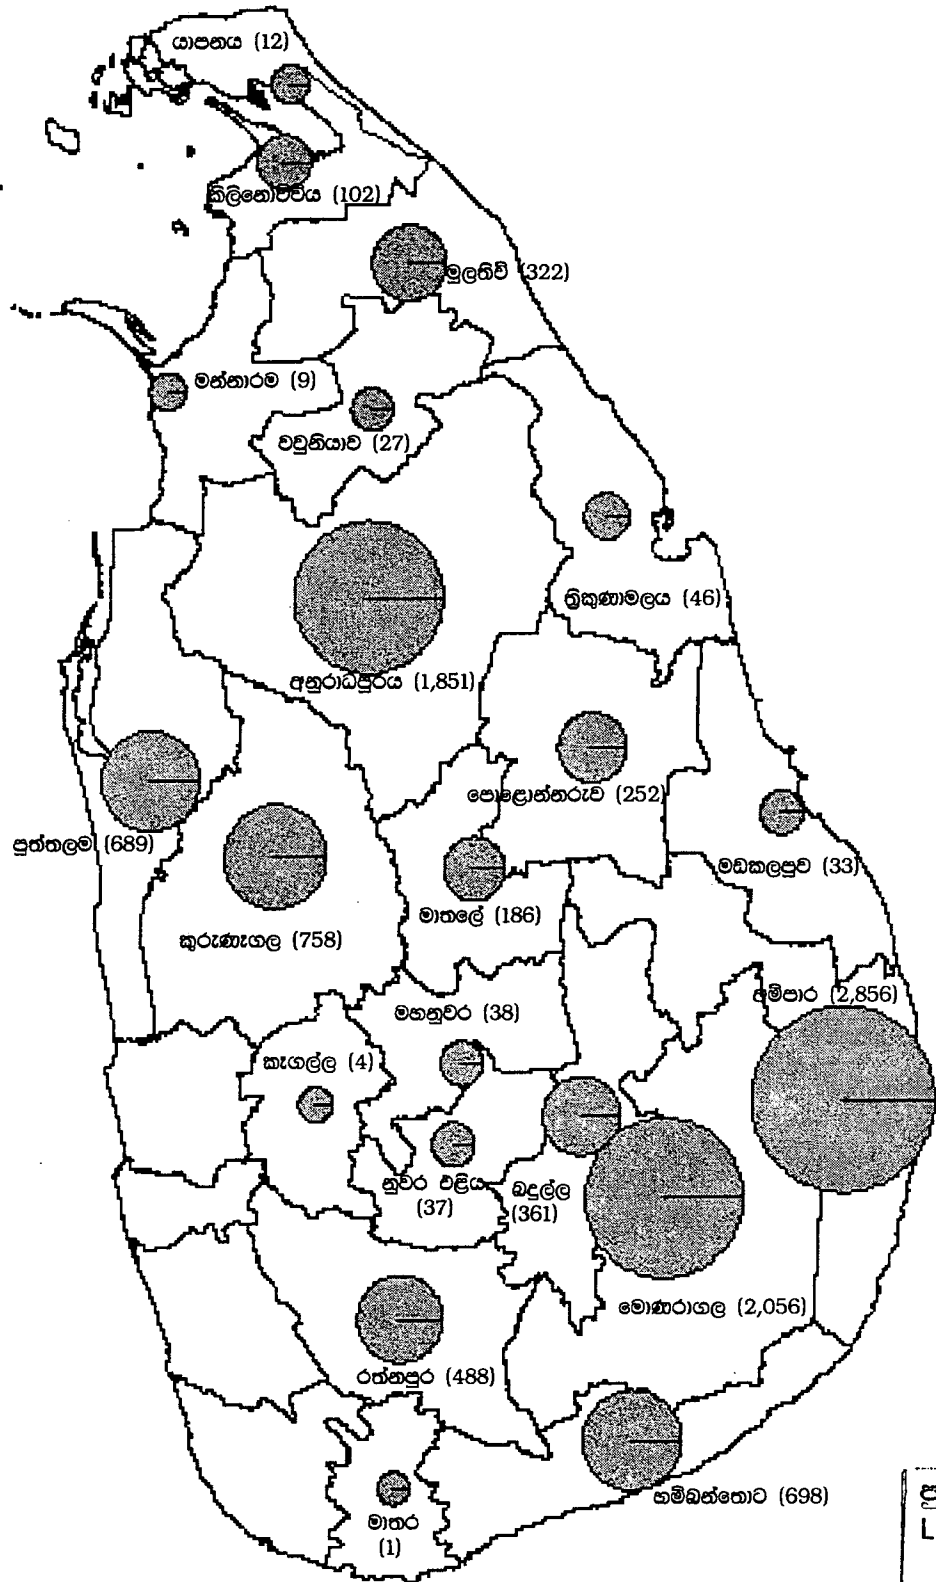 යාපනය (12)
කිලිනොච්චිය (102)
මුලතිව් (322)
මන්නාරම (9)
වවුනියාව (27)
ත්‍රිකුණාමලය (46)
අනුරාධපුරය (1,851)
පොළොන්නරුව (252)
පුත්තලම (689)
මඩකලපුව (33)
මාතලේ (186)
කුරුණෑගල (758)
අම්පාර (2,856)
මහනුවර (38)
කෑගල්ල (4)
නුවර එළිය
(37)
බදුල්ල
(361)
මොණරාගල (2,056)
රත්නපුර (488)
හම්බන්තොට (698)
මාතර
(1)